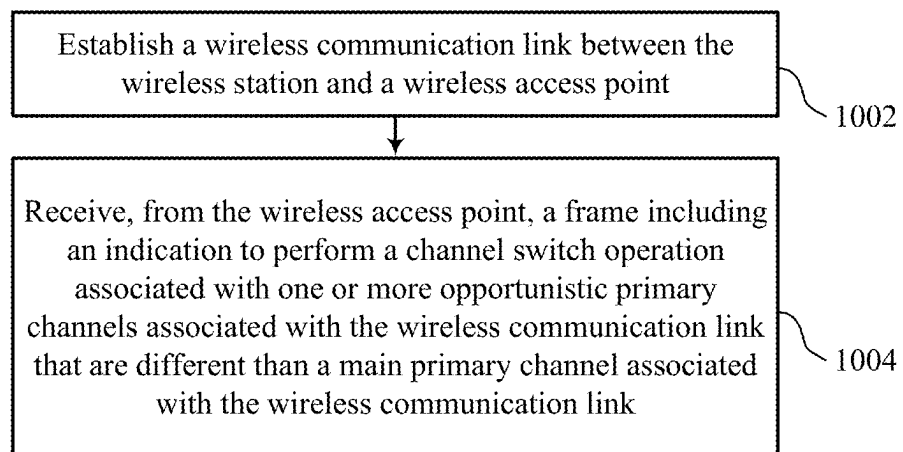 Establish a wireless communication link between the
wireless station and a wireless access point
1002
Receive, from the wireless access point, a frame including
an indication to perform a channel switch operation
associated with one or more opportunistic primary
channels associated with the wireless communication link
that are different than a main primary channel associated
with the wireless communication link
1004